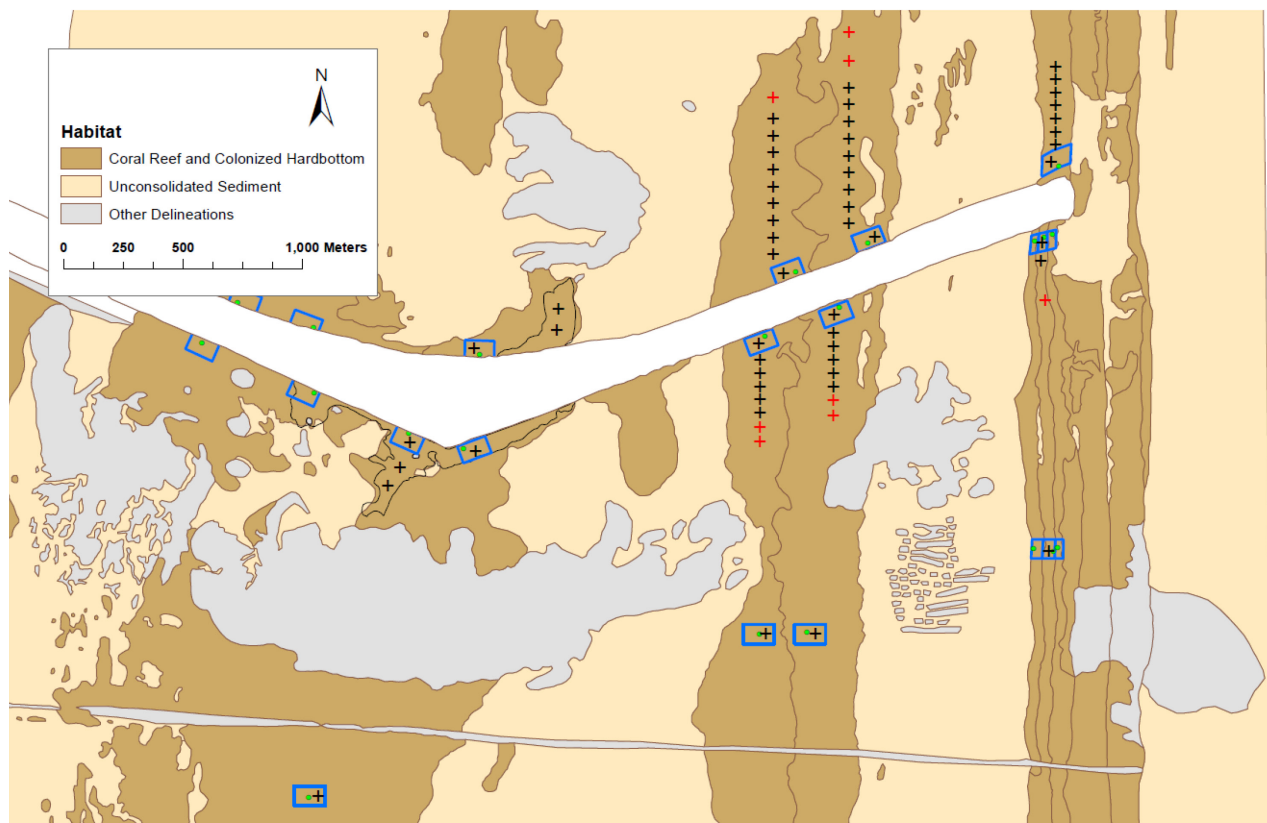 N
Habitat
Coral Reef and Colonized Hardbottom
Unconsolidated Sediment
Other Delineations
0 250 500 1,000 Meters